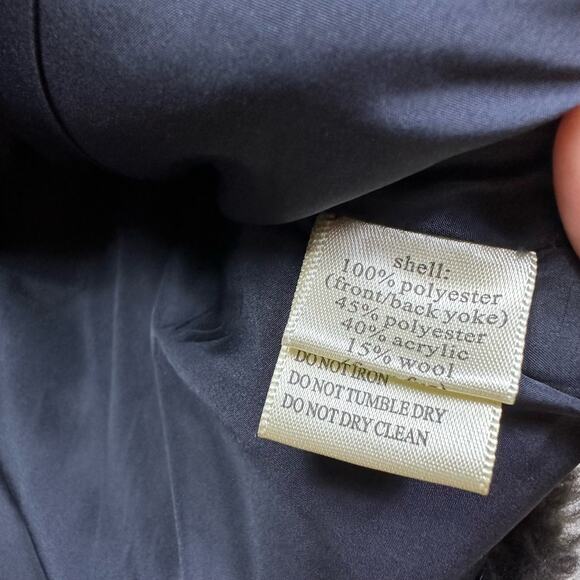 shell:
100% polyester
(front/back yoke)
45% polyester
40% acrylic
15% wool
DO NOT IRON
DO NOT TUMBLE DRY
DO NOT DRY CLEAN